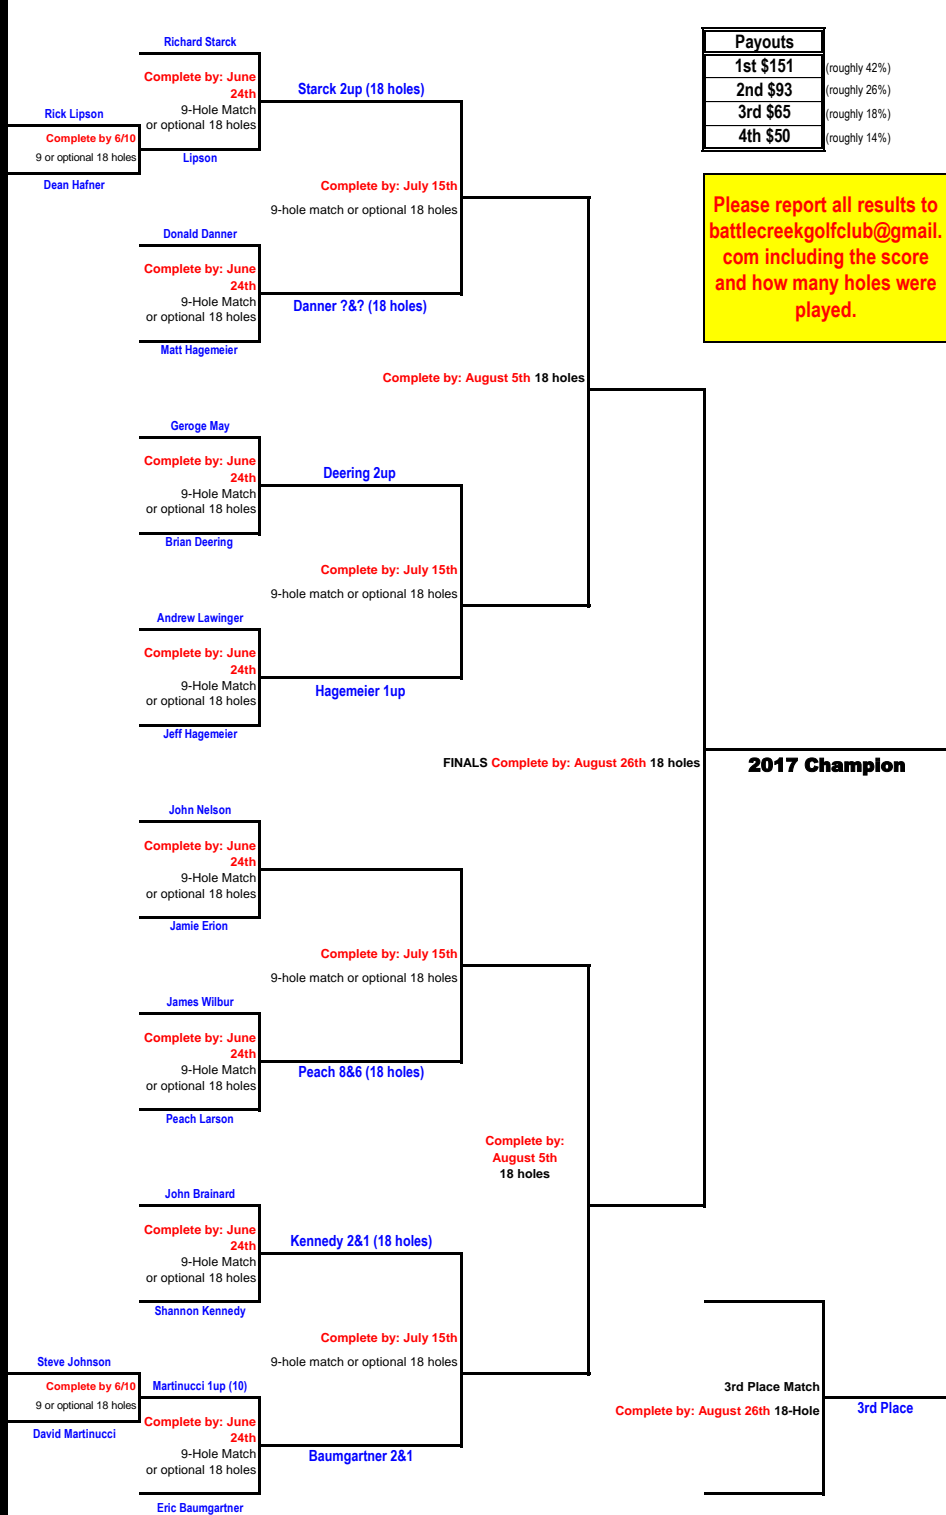 Richard Starck
Payouts
1st $151 (roughly 42%)
2nd $93 (roughly 26%)
3rd $65 (roughly 18%)
4th $50 (roughly 14%)
Complete by: June
24th
9-Hole Match
or optional 18 holes
Starck 2up (18 holes)
Rick Lipson
Complete by 6/10
9 or optional 18 holes
Dean Hafner
Lipson
Complete by: July 15th
9-hole match or optional 18 holes
Please report all results to
battlecreekgolfclub@gmail.
com including the score
and how many holes were
played.
Donald Danner
Complete by: June
24th
9-Hole Match
or optional 18 holes
Danner ?&? (18 holes)
Matt Hagemeier
Complete by: August 5th 18 holes
Geroge May
Complete by: June
24th
9-Hole Match
or optional 18 holes
Deering 2up
Brian Deering
Complete by: July 15th
9-hole match or optional 18 holes
Andrew Lawinger
Complete by: June
24th
9-Hole Match
or optional 18 holes
Hagemeier 1up
Jeff Hagemeier
FINALS Complete by: August 26th 18 holes
2017 Champion
John Nelson
Complete by: June
24th
9-Hole Match
or optional 18 holes
Jamie Erion
Complete by: July 15th
9-hole match or optional 18 holes
James Wilbur
Complete by: June
24th
9-Hole Match
or optional 18 holes
Peach 8&6 (18 holes)
Peach Larson
Complete by:
August 5th
18 holes
John Brainard
Complete by: June
24th
9-Hole Match
or optional 18 holes
Kennedy 2&1 (18 holes)
Shannon Kennedy
Complete by: July 15th
9-hole match or optional 18 holes
Steve Johnson
Complete by 6/10
9 or optional 18 holes
David Martinucci
Martinucci 1up (10)
Complete by: June
24th
9-Hole Match
or optional 18 holes
Baumgartner 2&1
Eric Baumgartner
3rd Place Match
Complete by: August 26th 18-Hole
3rd Place